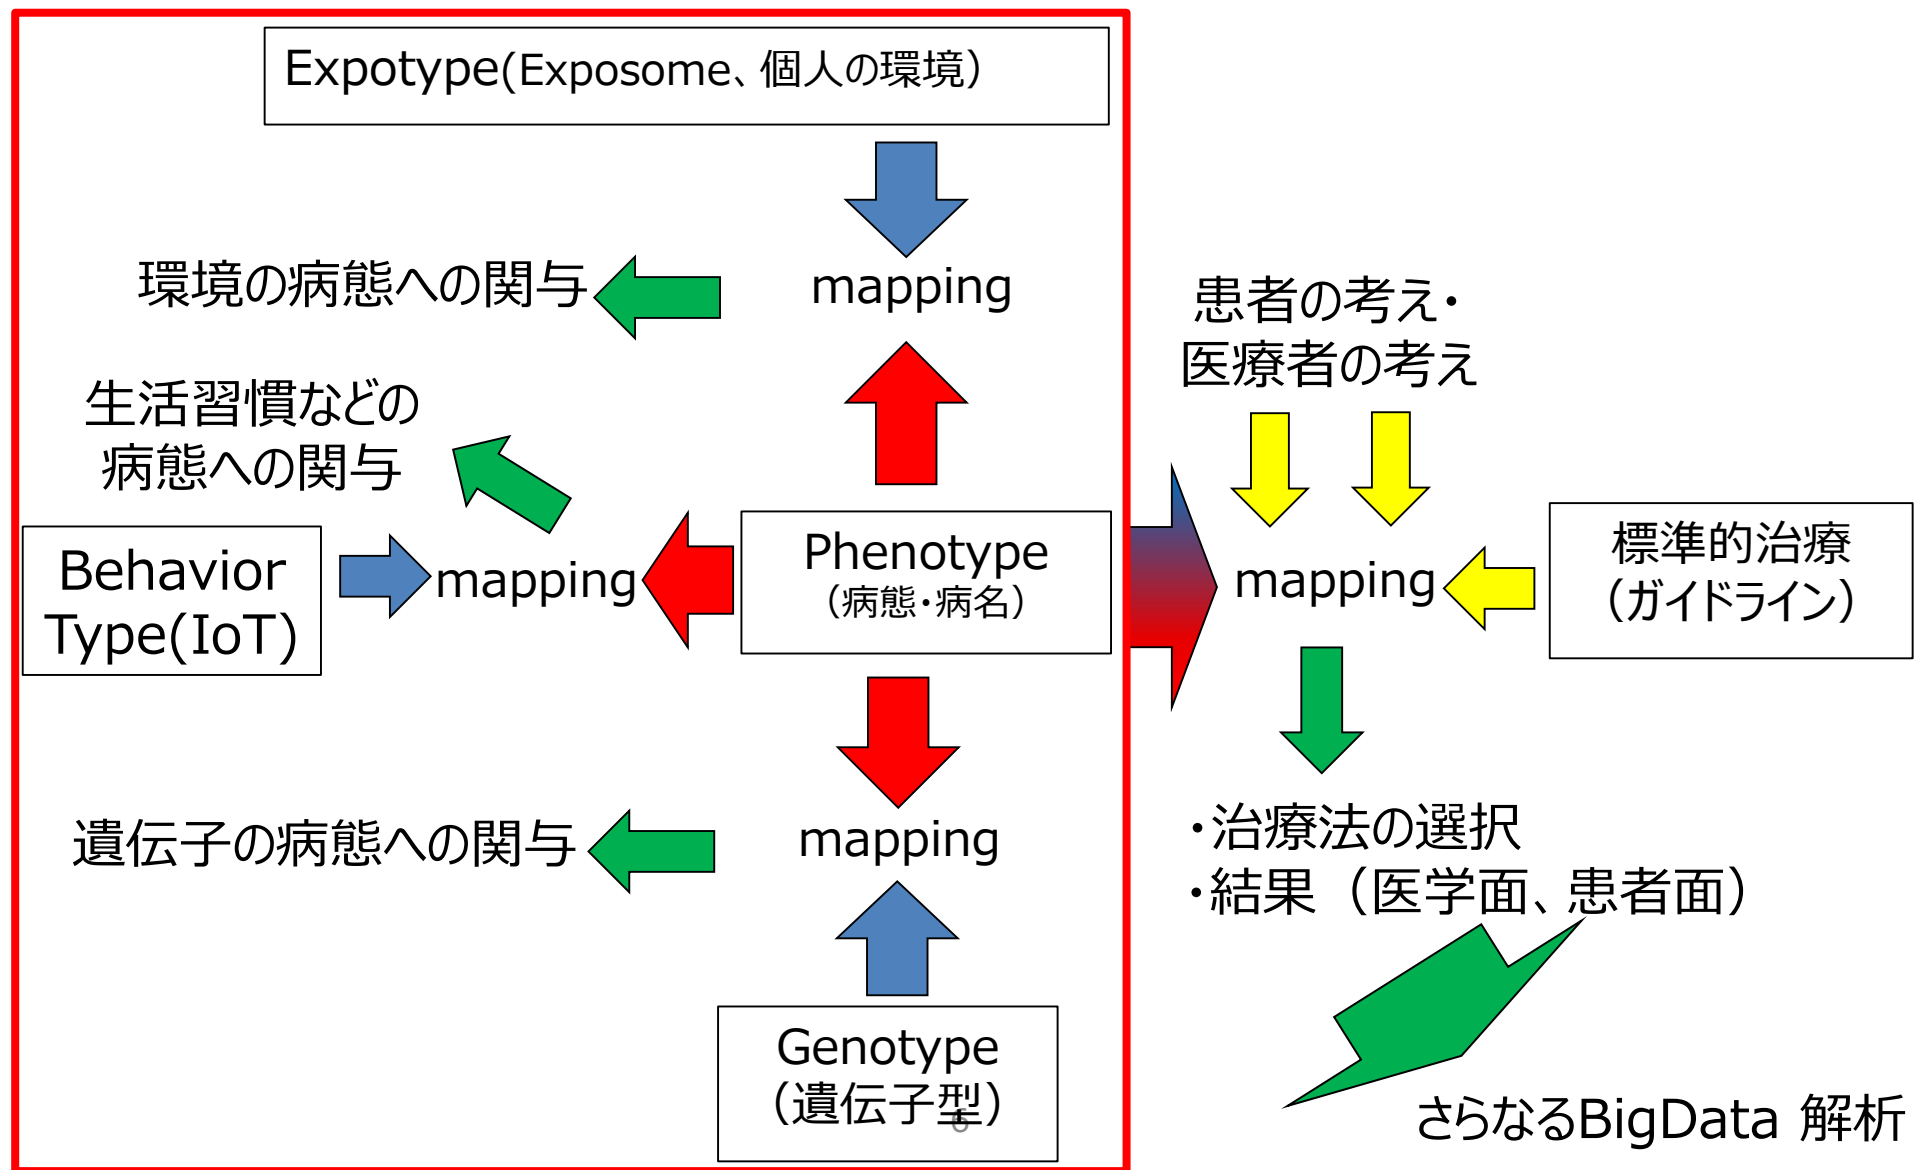 Expotype(Exposome、個人の環境）
環境の病態への関与
mapping
患者の考え・
医療者の考え
生活習慣などの
病態への関与
Behavior
Type(IoT)
mapping
Phenotype
（病態・病名）
mapping
標準的治療
（ガイドライン）
遺伝子の病態への関与
mapping
・治療法の選択
・結果（医学面、患者面）
Genotype
（遺伝子型）
6
さらなるBigData 解析